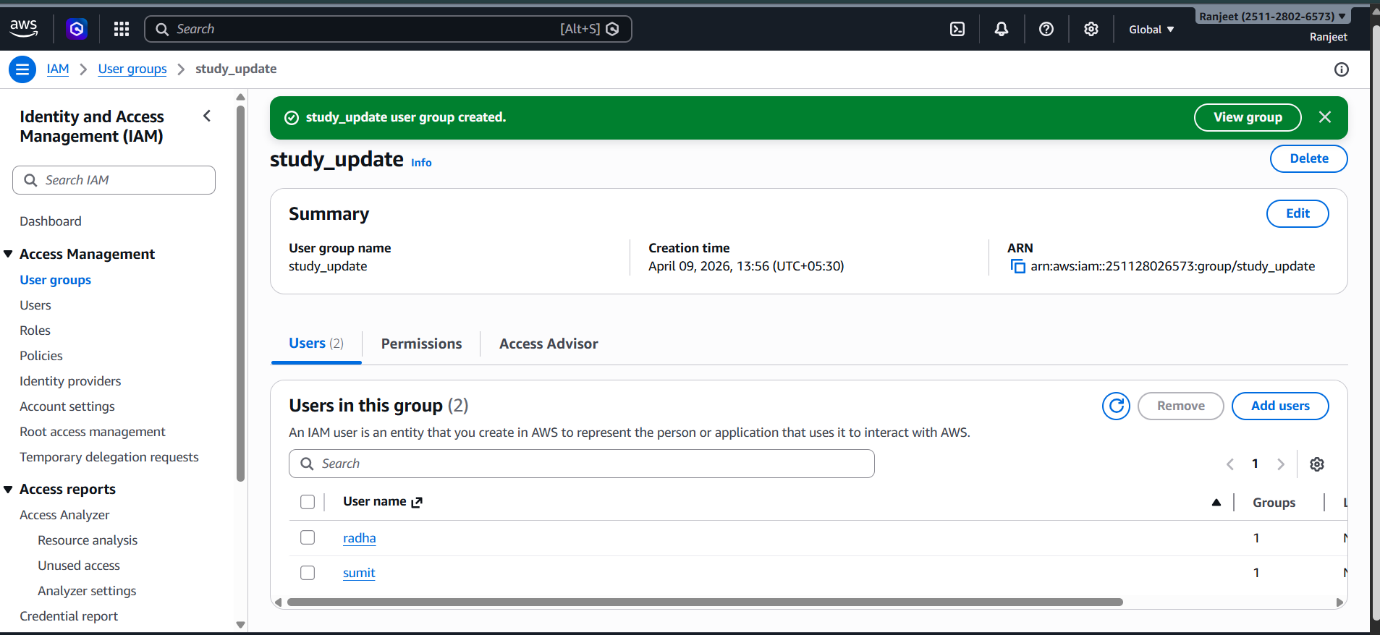 aws
Search [Alt+S]
Global
Ranjeet (2511-2802-6573)
Ranjeet
IAM > User groups > study_update
Identity and Access
Management (IAM)
Search IAM
Dashboard
Access Management
User groups
Users
Roles
Policies
Identity providers
Account settings
Root access management
Temporary delegation requests
Access reports
Access Analyzer
Resource analysis
Unused access
Analyzer settings
Credential report
study_update user group created.
View group
study_update Info
Delete
Summary
Edit
User group name
study_update
Creation time
April 09, 2026, 13:56 (UTC+05:30)
ARN
arn:aws:iam::251128026573:group/study_update
Users (2)
Permissions
Access Advisor
Users in this group (2)
Remove
Add users
An IAM user is an entity that you create in AWS to represent the person or application that uses it to interact with AWS.
Search
1
User name
Groups
radha 1
sumit 1